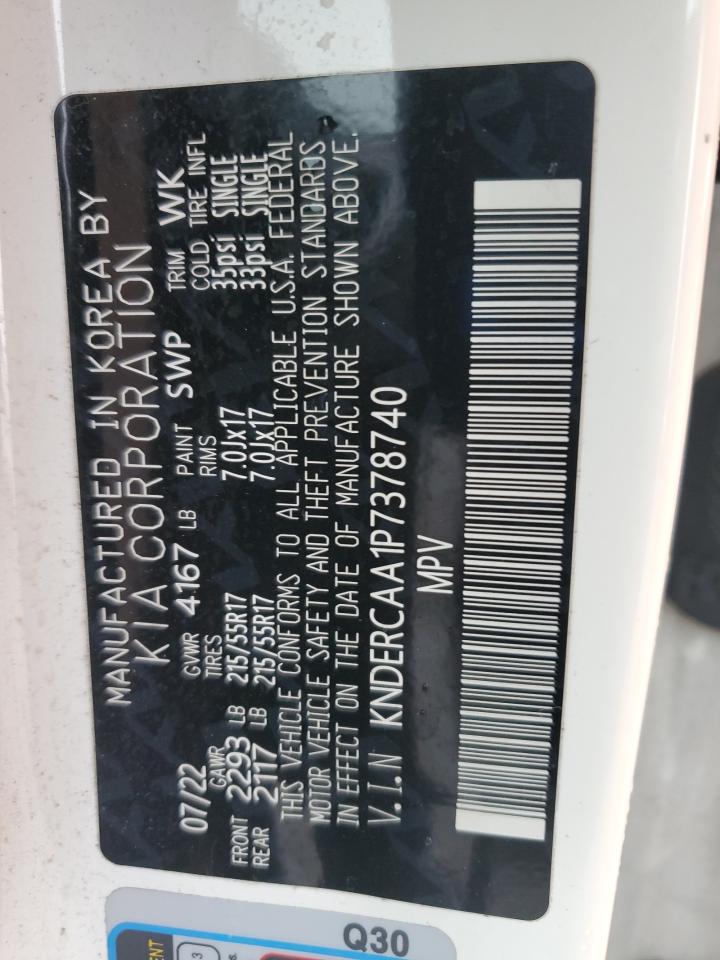 MANUFACTURED IN KOREA BY
KIA CORPORATION
07/22 GVWR 4167 LB PAINT SWP TRIM WK
GAWR TIRES RIMS COLD TIRE INFL
FRONT 2293 LB 215/55R17 7.0Jx17 35psi SINGLE
REAR 2117 LB 215/55R17 7.0Jx17 33psi SINGLE
THIS VEHICLE CONFORMS TO ALL APPLICABLE U.S.A. FEDERAL
MOTOR VEHICLE SAFETY AND THEFT PREVENTION STANDARDS
IN EFFECT ON THE DATE OF MANUFACTURE SHOWN ABOVE.
V.I.N KNDERCAA1P7378740
MPV
Q30
3